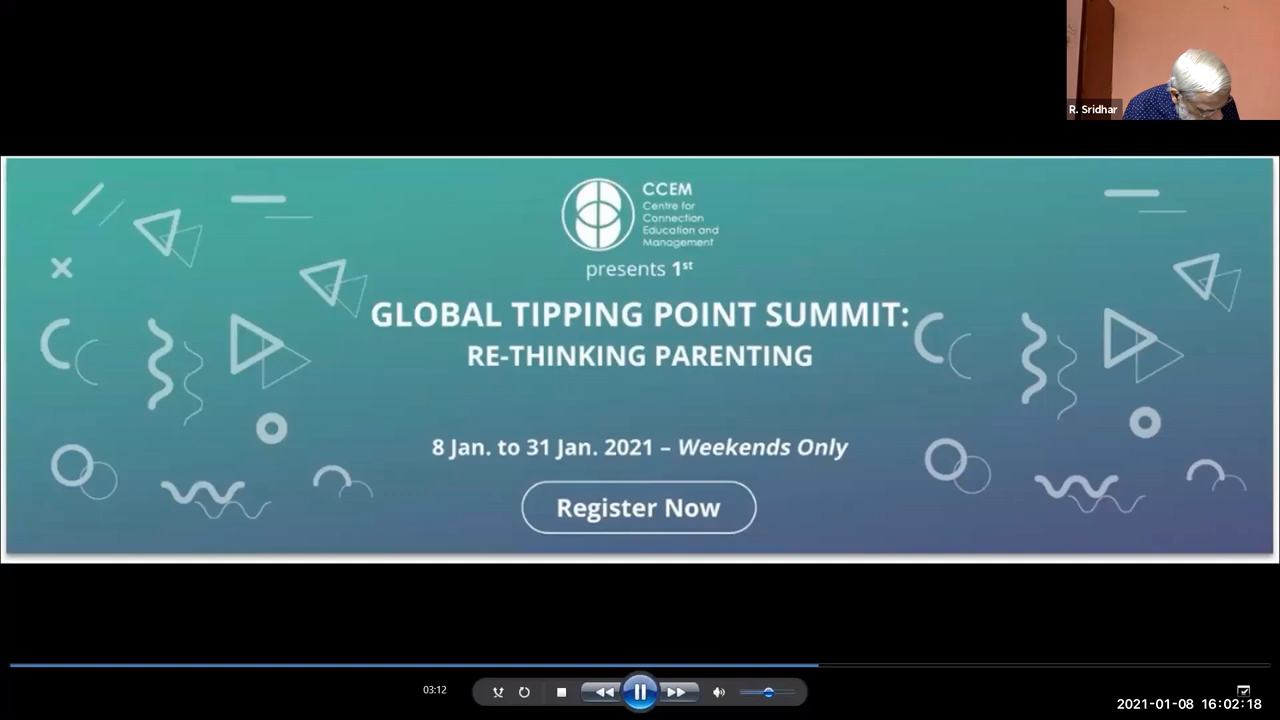 R. Sridhar
CCEM
Centre for
Connection
Education and
Management
presents 1st
GLOBAL TIPPING POINT SUMMIT:
RE-THINKING PARENTING
8 Jan. to 31 Jan. 2021 – Weekends Only
Register Now
03:12
2021-01-08 16:02:18